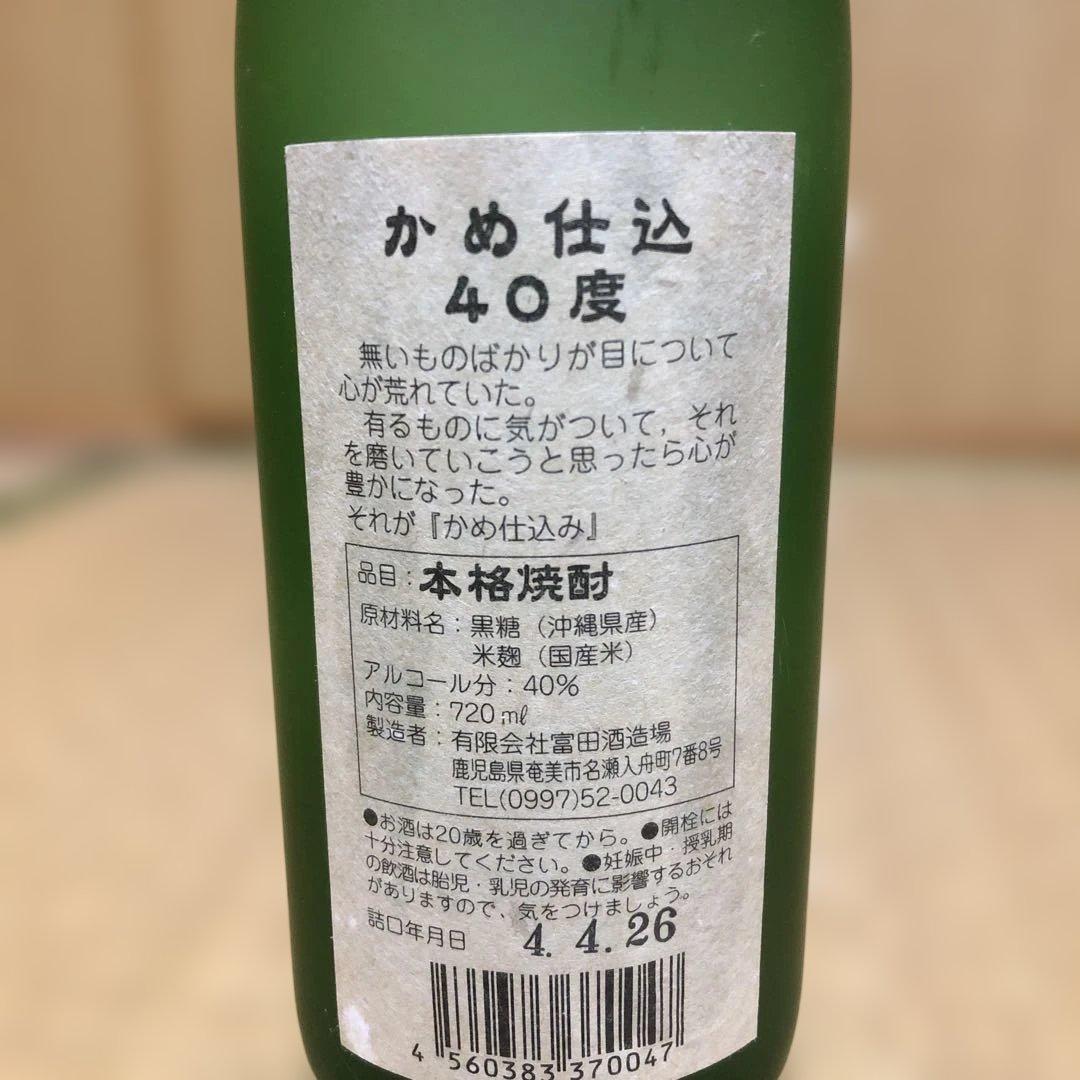 かめ仕込
40度
無いものばかりが目について
心が荒れていた。
有るものに気がついて，それ
を磨いていこうと思ったら心が
豊かになった。
それが『かめ仕込み』
品目：本格焼酎
原材料名：黒糖（沖縄県産）
米麹（国産米）
アルコール分：40%
内容量：720㎖
製造者：有限会社富田酒造場
鹿児島県奄美市名瀬入舟町7番8号
TEL(0997)52-0043
●お酒は20歳を過ぎてから。●開栓には
十分注意してください。●妊娠中・授乳期
の飲酒は胎児・乳児の発育に影響するおそれ
がありますので、気をつけましょう。
詰口年月日 4. 4. 26
4 560383 370047